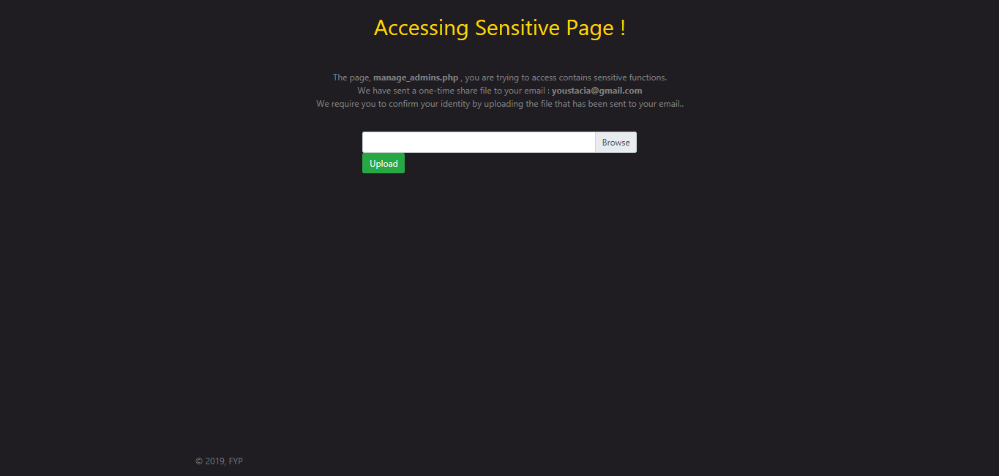 Accessing Sensitive Page !
The page, manage_admins.php , you are trying to access contains sensitive functions.
We have sent a one-time share file to your email : youstacia@gmail.com
We require you to confirm your identity by uploading the file that has been sent to your email..
Browse
Upload
© 2019, FYP